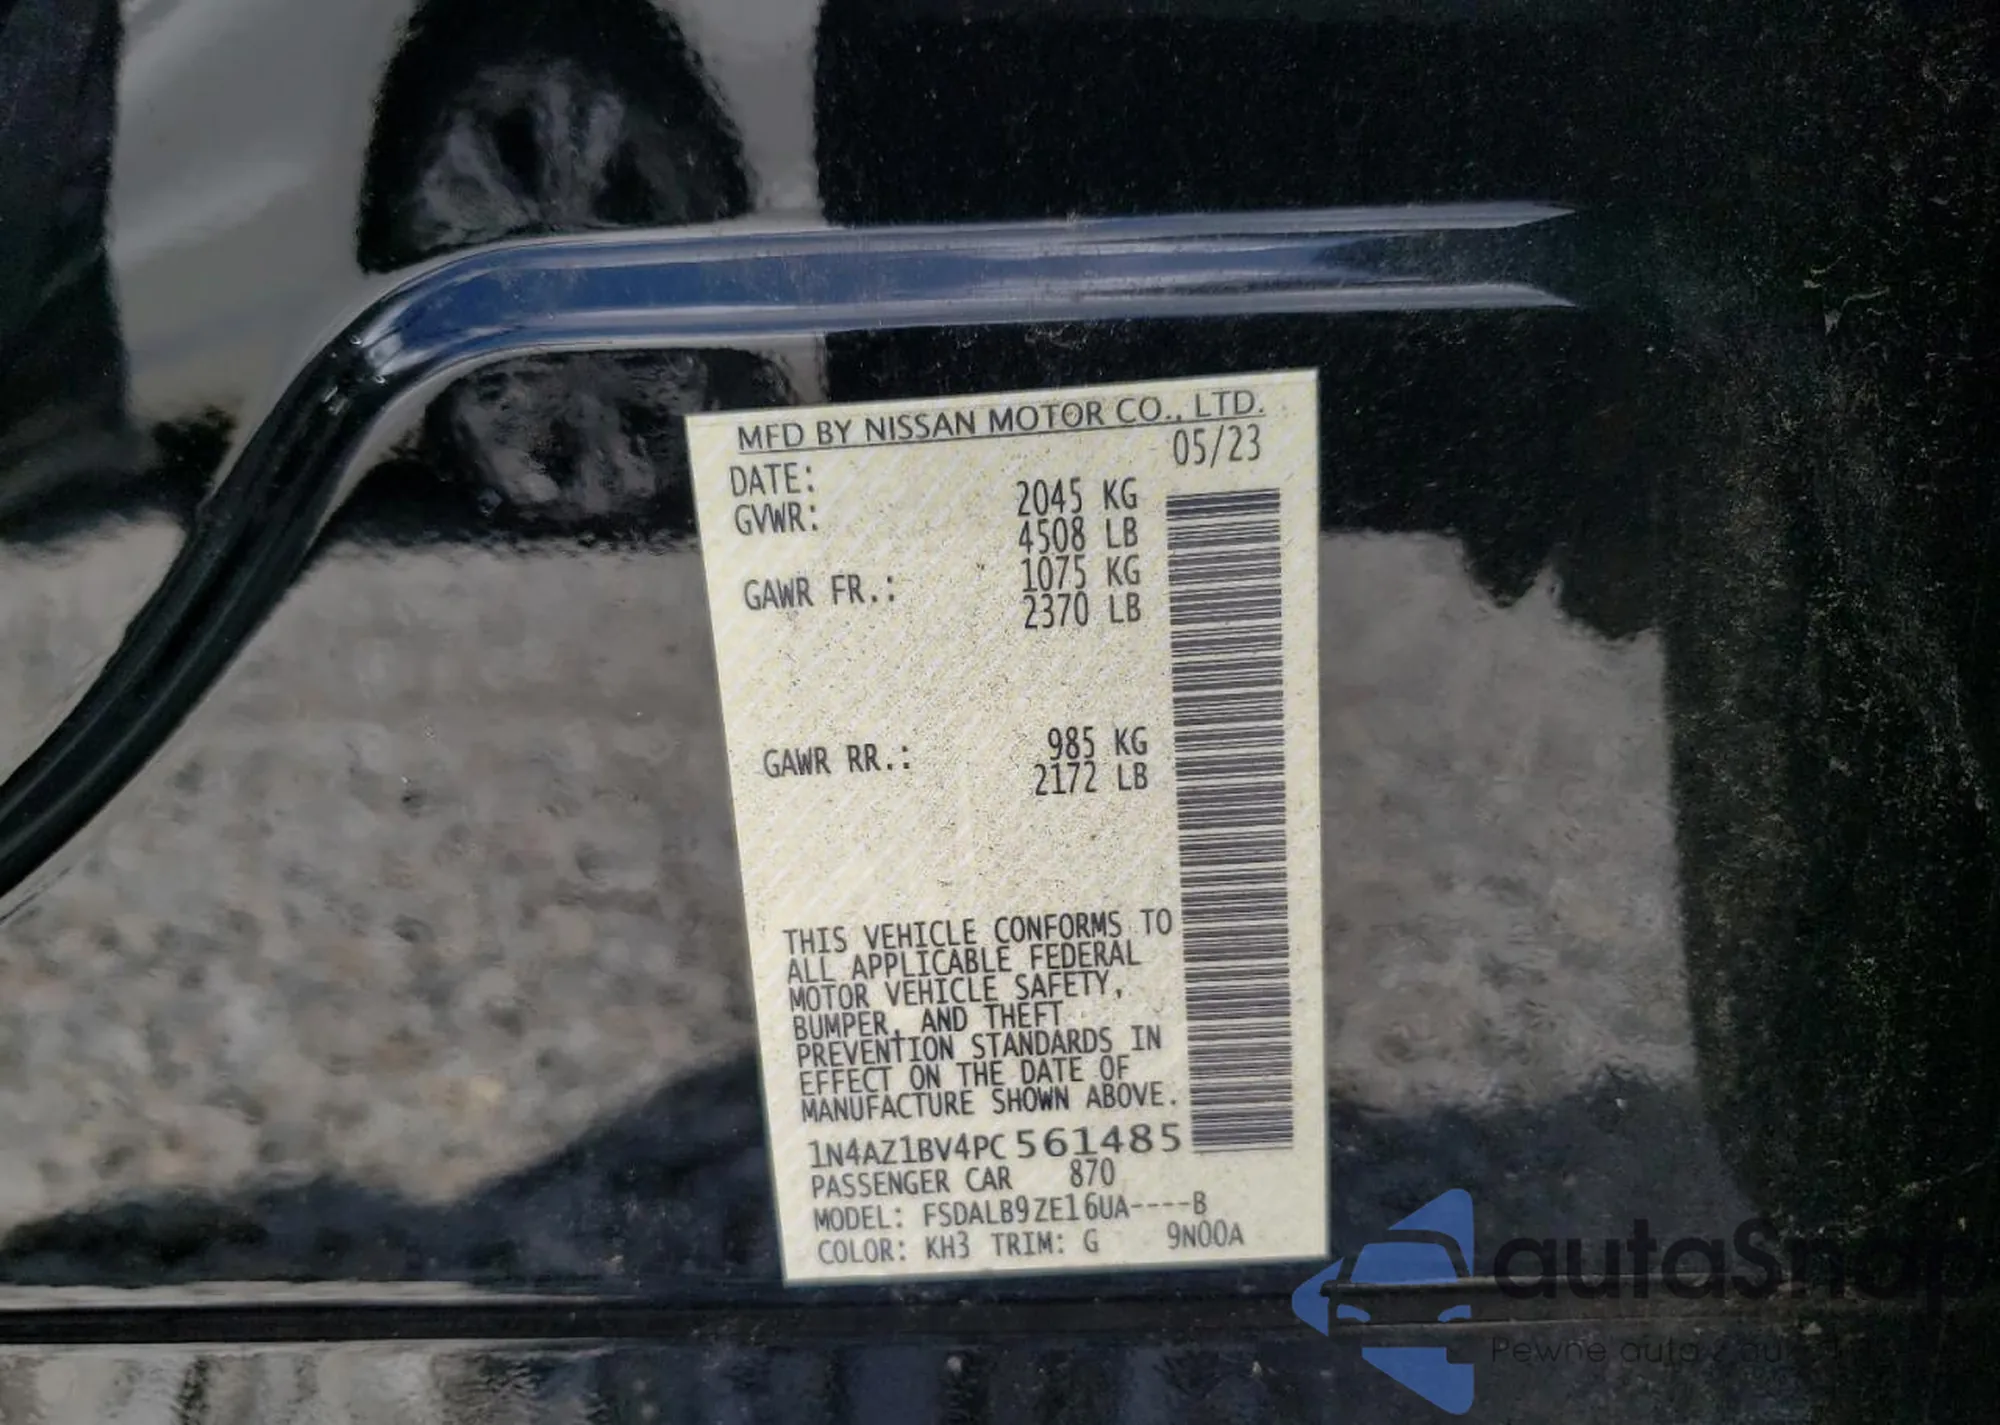 MFD BY NISSAN MOTOR CO., LTD.
DATE: 05/23
GVWR: 2045 KG
4508 LB
GAWR FR.: 1075 KG
2370 LB
GAWR RR.: 985 KG
2172 LB
THIS VEHICLE CONFORMS TO
ALL APPLICABLE FEDERAL
MOTOR VEHICLE SAFETY,
BUMPER, AND THEFT
PREVENTION STANDARDS IN
EFFECT ON THE DATE OF
MANUFACTURE SHOWN ABOVE.
1N4AZ1BV4PC561485
PASSENGER CAR 870
MODEL: FSDALB9ZE16UA----B
COLOR: KH3 TRIM: G 9N00A
autaSnap
Pewne auto z